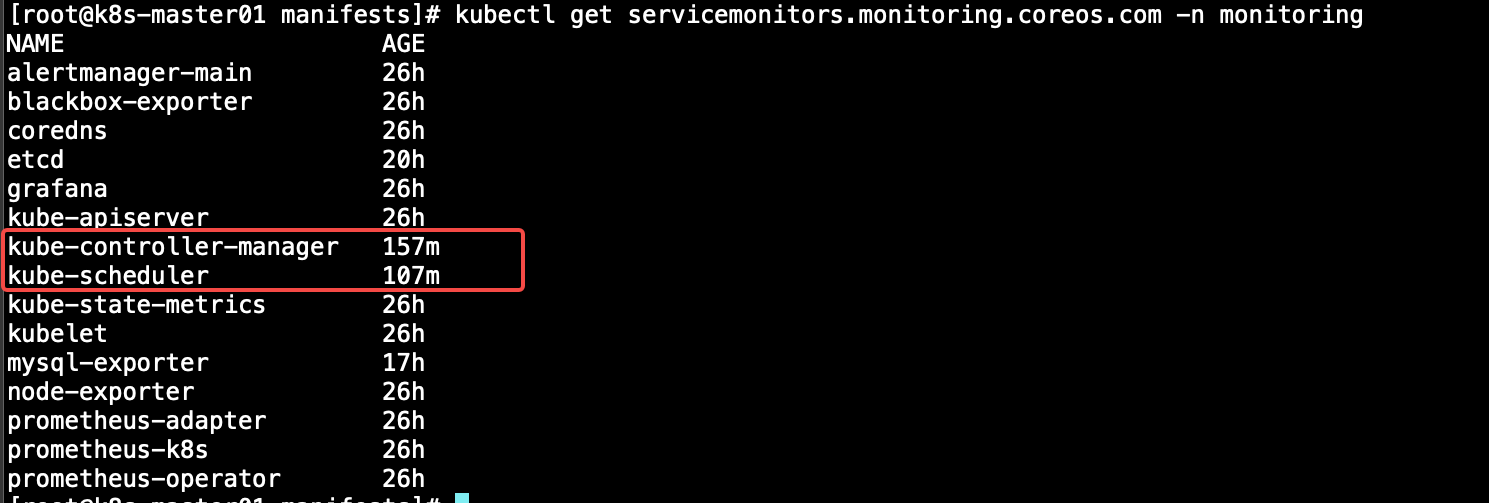 [root@k8s-master01 manifests]# kubectl get servicemonitors.monitoring.coreos.com -n monitoring
NAME AGE
alertmanager-main 26h
blackbox-exporter 26h
coredns 26h
etcd 20h
grafana 26h
kube-apiserver 26h
kube-controller-manager 157m
kube-scheduler 107m
kube-state-metrics 26h
kubelet 26h
mysql-exporter 17h
node-exporter 26h
prometheus-adapter 26h
prometheus-k8s 26h
prometheus-operator 26h
[root@k8s-master01 manifests]#